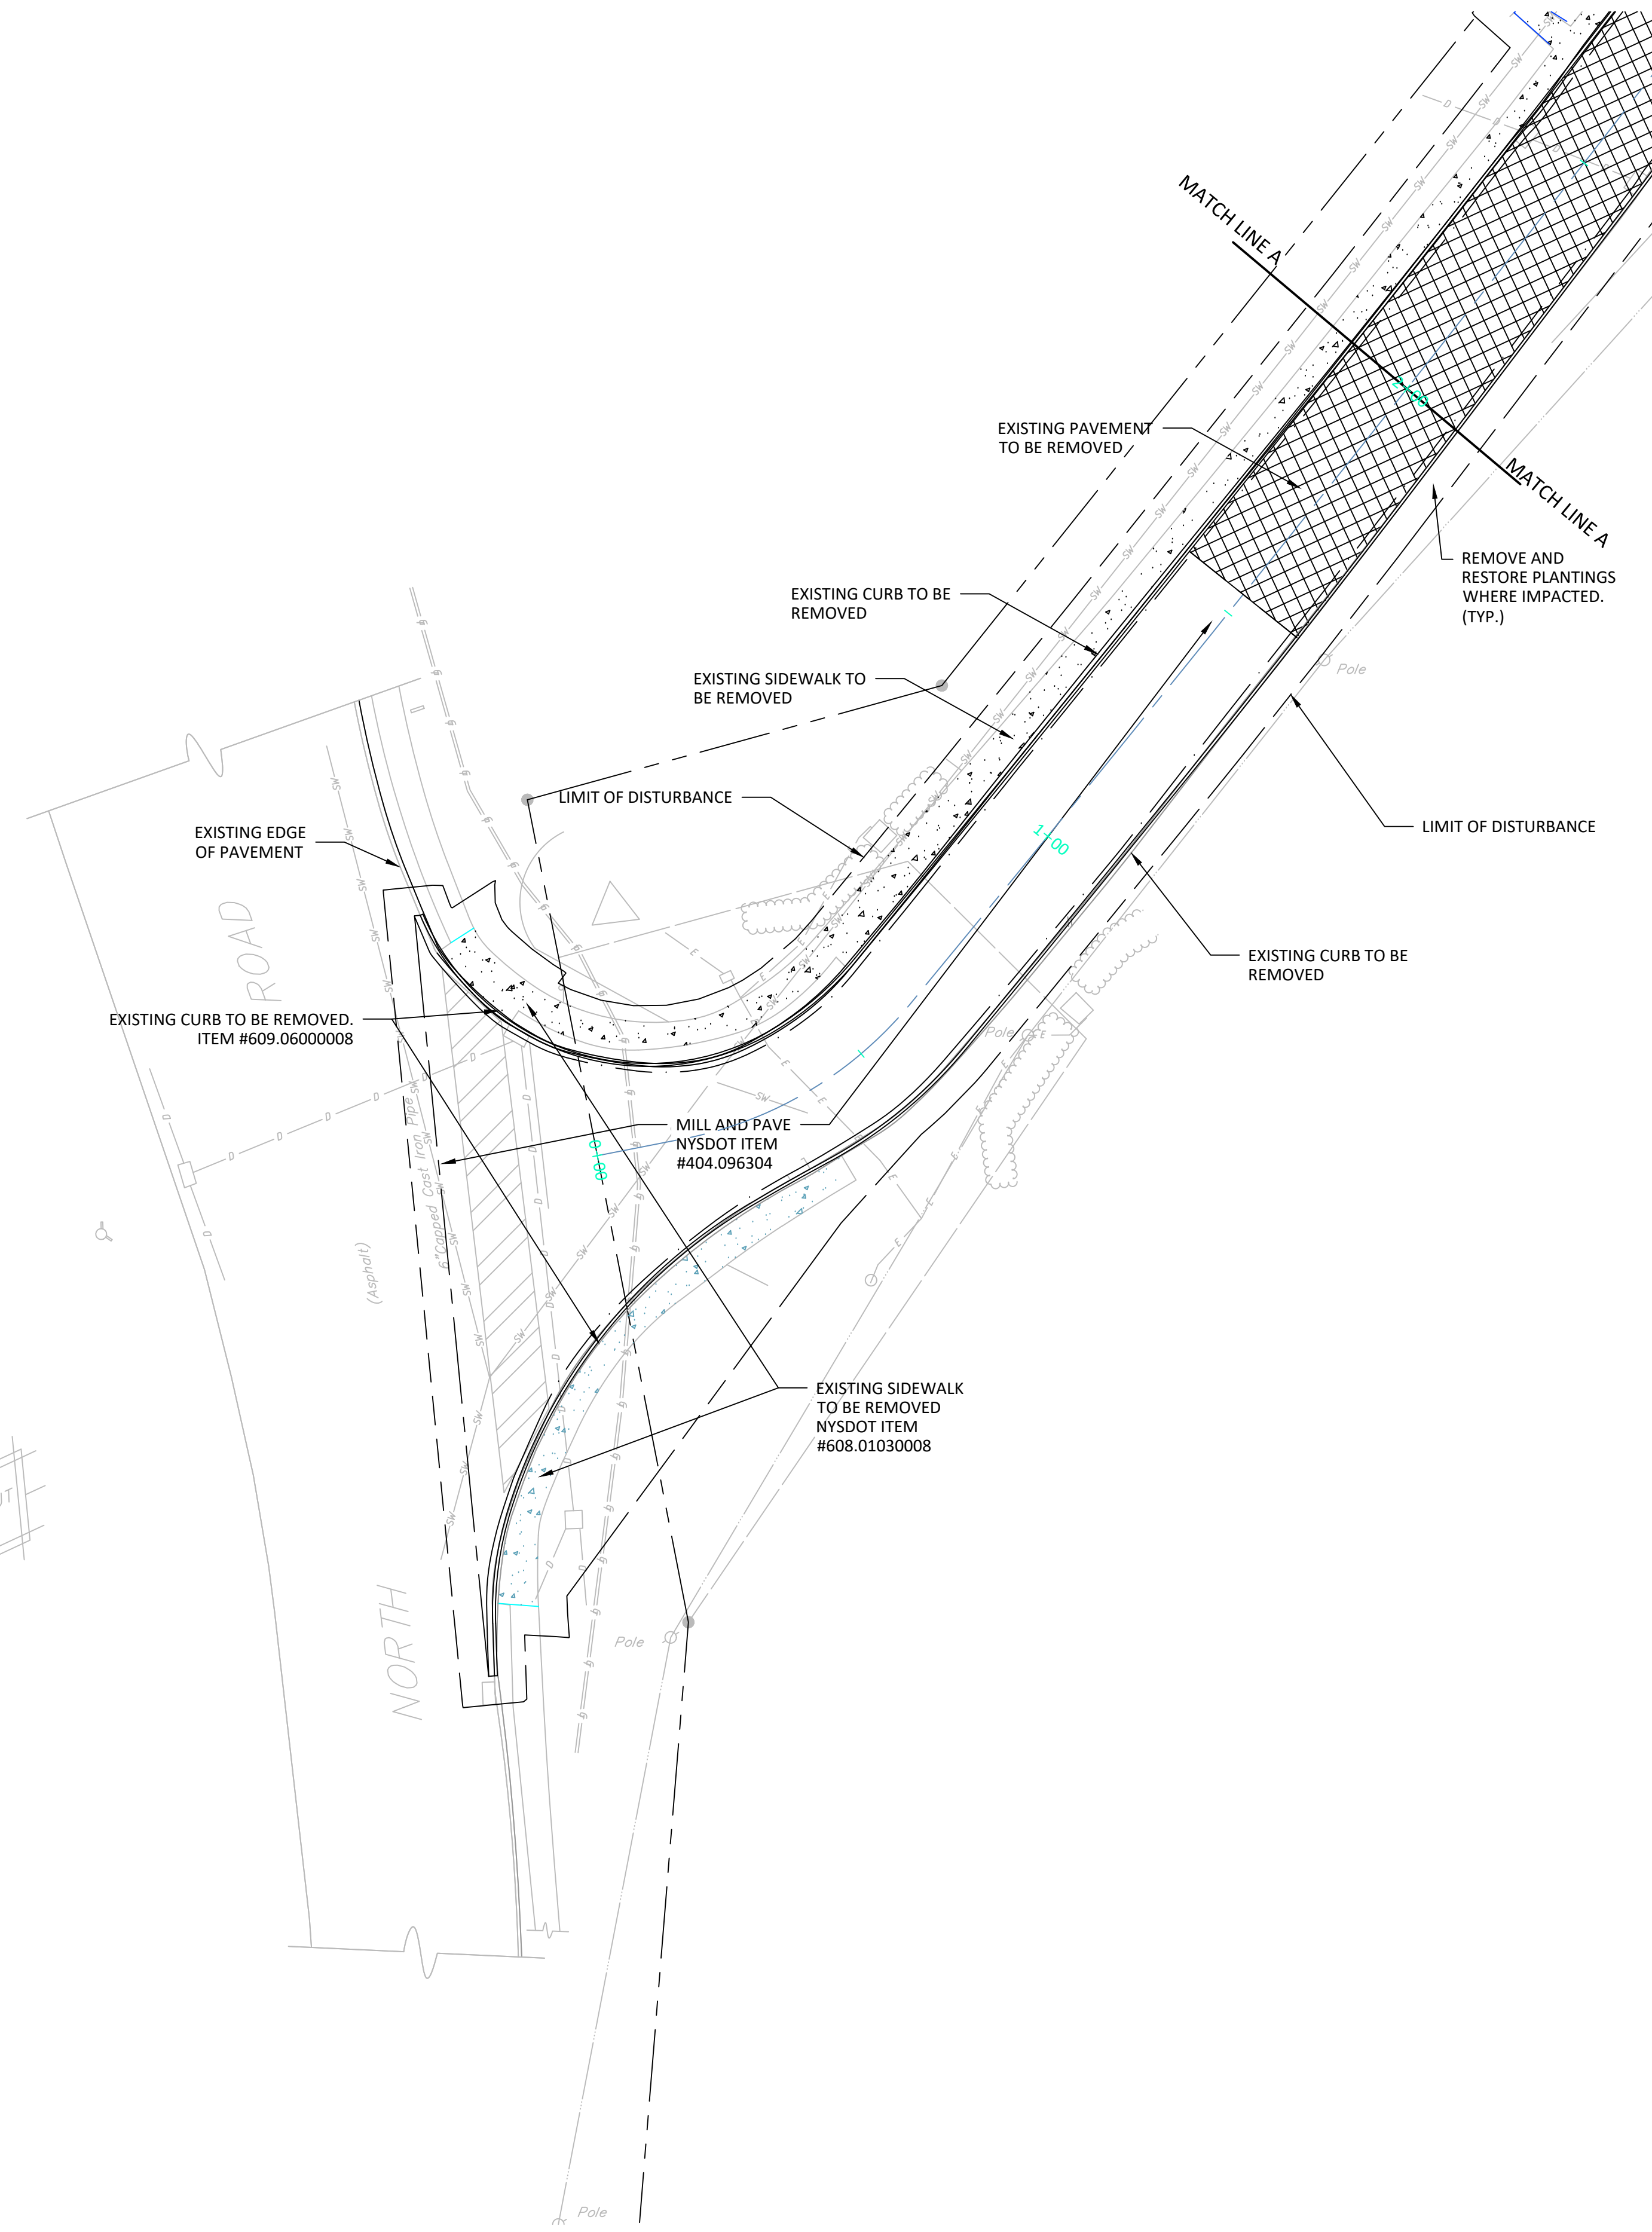 MATCH LINE A
2+00
EXISTING PAVEMENT
TO BE REMOVED
MATCH LINE A
REMOVE AND
RESTORE PLANTINGS
WHERE IMPACTED.
(TYP.)
EXISTING CURB TO BE
REMOVED
EXISTING SIDEWALK TO
BE REMOVED
Pole
LIMIT OF DISTURBANCE
LIMIT OF DISTURBANCE
EXISTING EDGE
OF PAVEMENT
1+00
EXISTING CURB TO BE
REMOVED
NORTH ROAD
EXISTING CURB TO BE REMOVED.
ITEM #609.06000008
Pole
MILL AND PAVE
NYSDOT ITEM
#404.096304
0+00
6"Capped Cast Iron Pipe
(Asphalt)
EXISTING SIDEWALK
TO BE REMOVED
NYSDOT ITEM
#608.01030008
Pole
Pole